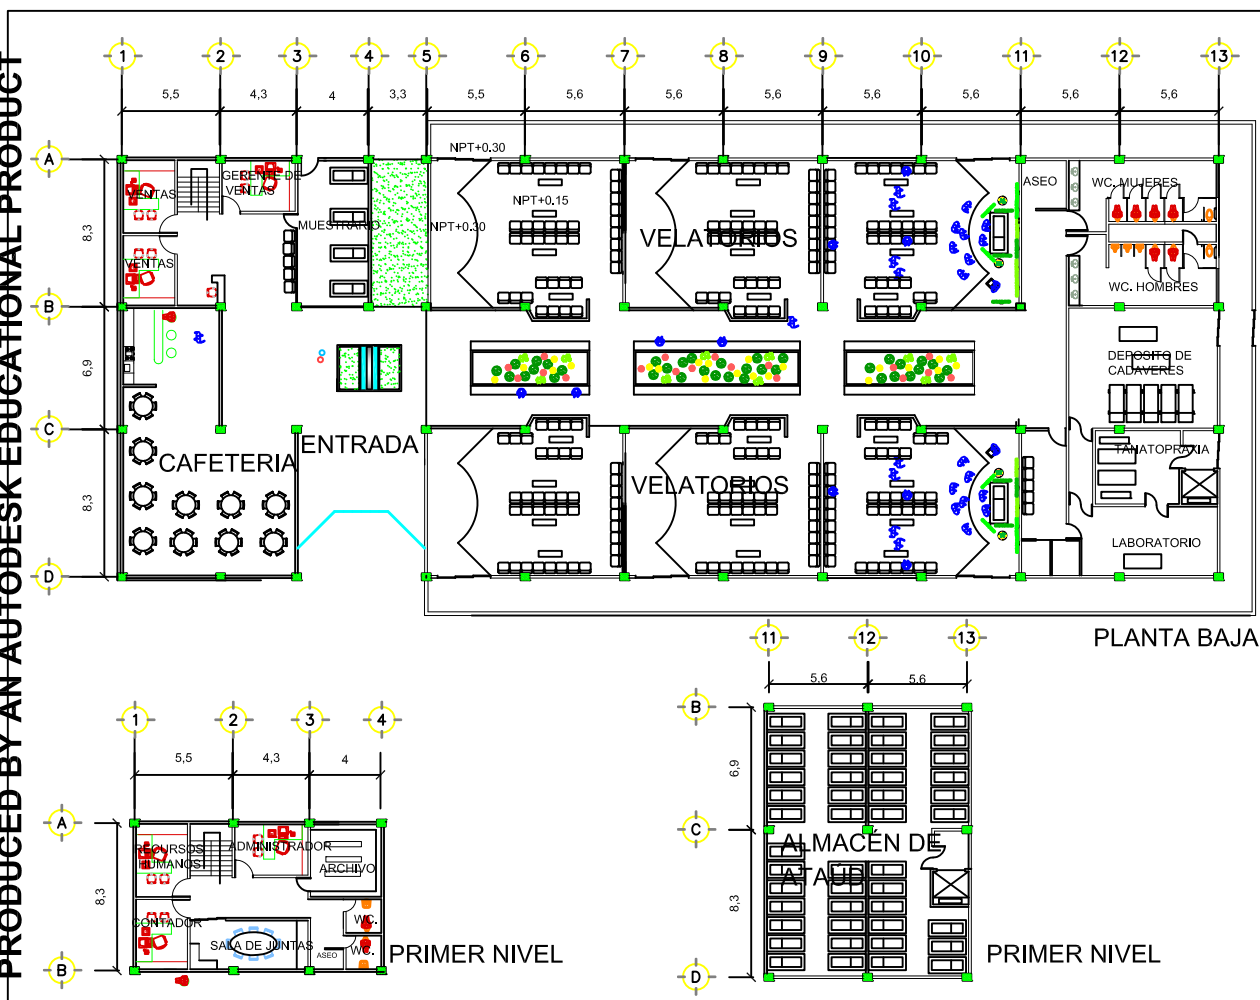 PRODUCED BY AN AUTODESK EDUCATIONAL PRODUCT
1 2 3 4 5 6 7 8 9 10 11 12 13
5,5 4,3 4 3,3 5,5 5,6 5,6 5,6 5,6 5,6 5,6 5,6
A
B
C
D
8,3
6,9
8,3
NPT+0.30
NPT+0.15
NPT+0.30
VENTAS
GERENTE DE
VENTAS
VENTAS
MUESTRARIO
VELATORIOS
ASEO
WC. MUJERES
WC. HOMBRES
DEPOSITO DE
CADAVERES
CAFETERIA
ENTRADA
VELATORIOS
TANATOPRAXIA
LABORATORIO
PLANTA BAJA
1 2 3 4
5,5 4,3 4
A
B
8,3
RECURSOS
HUMANOS
ADMINISTRADOR
ARCHIVO
CONTADOR
SALA DE JUNTAS
ASEO
WC.
WC.
PRIMER NIVEL
11 12 13
5,6 5,6
B
C
D
6,9
8,3
ALMACÉN DE
ATAÚD
PRIMER NIVEL